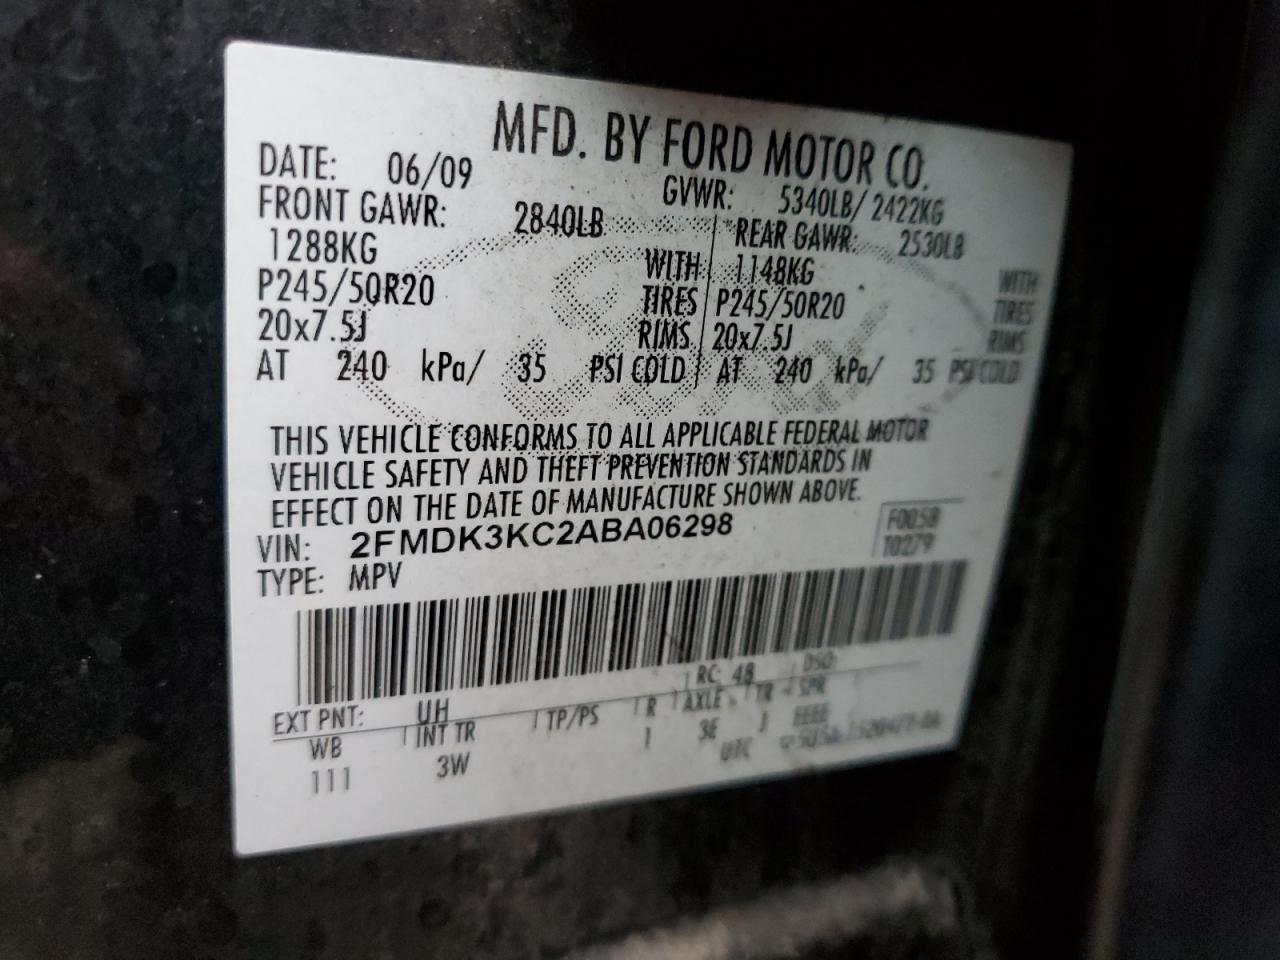 MFD. BY FORD MOTOR CO.
DATE: 06/09 GVWR: 5340LB/ 2422KG
FRONT GAWR: 2840LB REAR GAWR: 2530LB
1288KG WITH 1148KG WITH
P245/50R20 TIRES P245/50R20 TIRES
20x7.5J RIMS 20x7.5J RIMS
AT 240 kPa/ 35 PSI COLD AT 240 kPa/ 35 PSI COLD
THIS VEHICLE CONFORMS TO ALL APPLICABLE FEDERAL MOTOR
VEHICLE SAFETY AND THEFT PREVENTION STANDARDS IN
EFFECT ON THE DATE OF MANUFACTURE SHOWN ABOVE.
VIN: 2FMDK3KC2ABA06298 F0058
TYPE: MPV T0279
EXT PNT: UH RC: 48 DSO:
WB INT TR TP/PS R AXLE TR SPR
111 3W 1 3E J EEEE
UTC